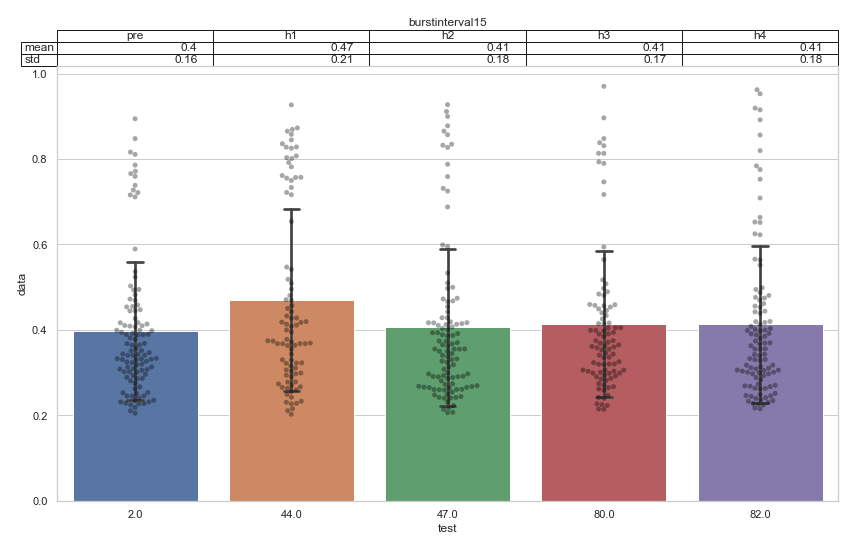 burstinterval15
pre h1 h2 h3 h4
mean 0.4 0.47 0.41 0.41 0.41
std 0.16 0.21 0.18 0.17 0.18
1.0
0.8
0.6
data
0.4
0.2
0.0
2.0 44.0 47.0 80.0 82.0
test